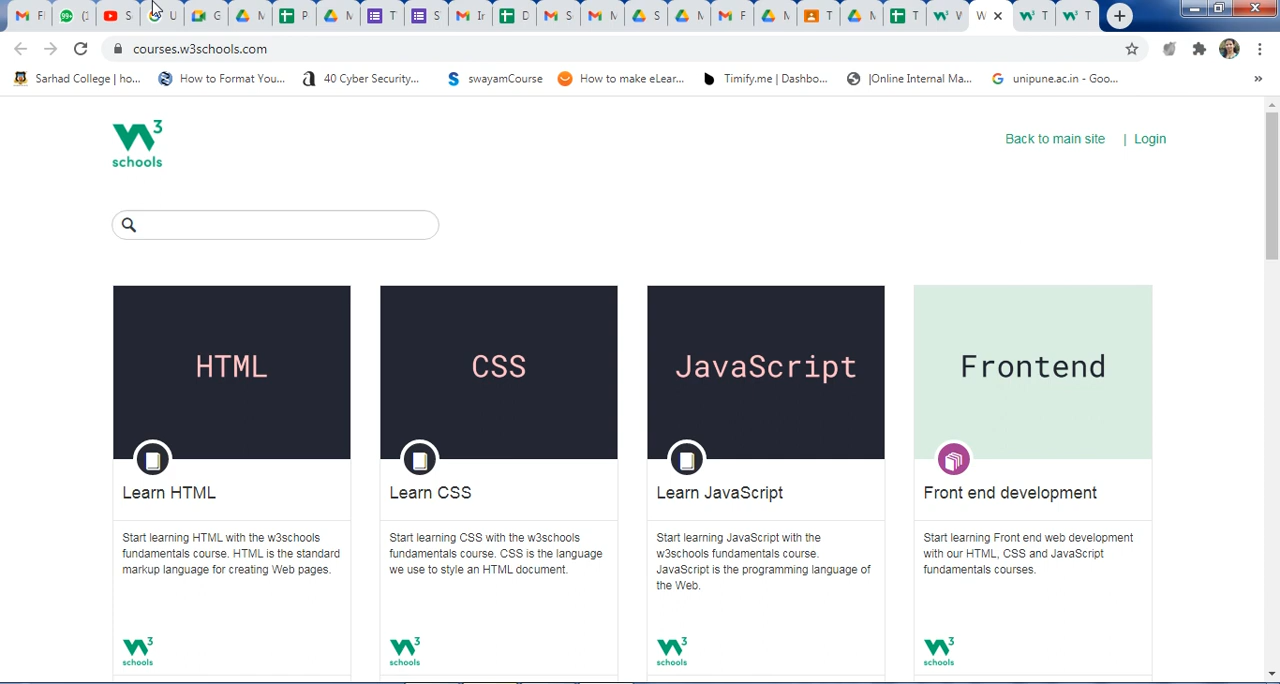 F 99+ ( S U G M P M T S Ir M D S M S M F M T M T W W T T
courses.w3schools.com
Sarhad College | ho... How to Format You... 40 Cyber Security... swayamCourse How to make eLear... Timify.me | Dashbo... |Online Internal Ma... unipune.ac.in - Goo... »
W3 schools
Back to main site | Login
HTML CSS JavaScript Frontend
Learn HTML
Start learning HTML with the w3schools
fundamentals course. HTML is the standard
markup language for creating Web pages.
W3 schools
Learn CSS
Start learning CSS with the w3schools
fundamentals course. CSS is the language
we use to style an HTML document.
W3 schools
Learn JavaScript
Start learning JavaScript with the
w3schools fundamentals course.
JavaScript is the programming language of
the Web.
W3 schools
Front end development
Start learning Front end web development
with our HTML, CSS and JavaScript
fundamentals courses.
W3 schools